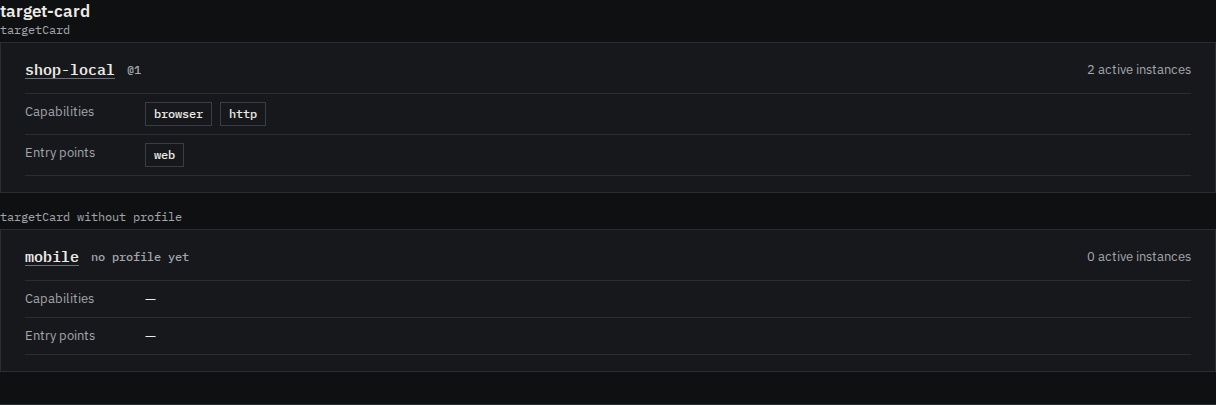 target-card
targetCard
shop-local @1 2 active instances
Capabilities browser http
Entry points web
targetCard without profile
mobile no profile yet 0 active instances
Capabilities —
Entry points —